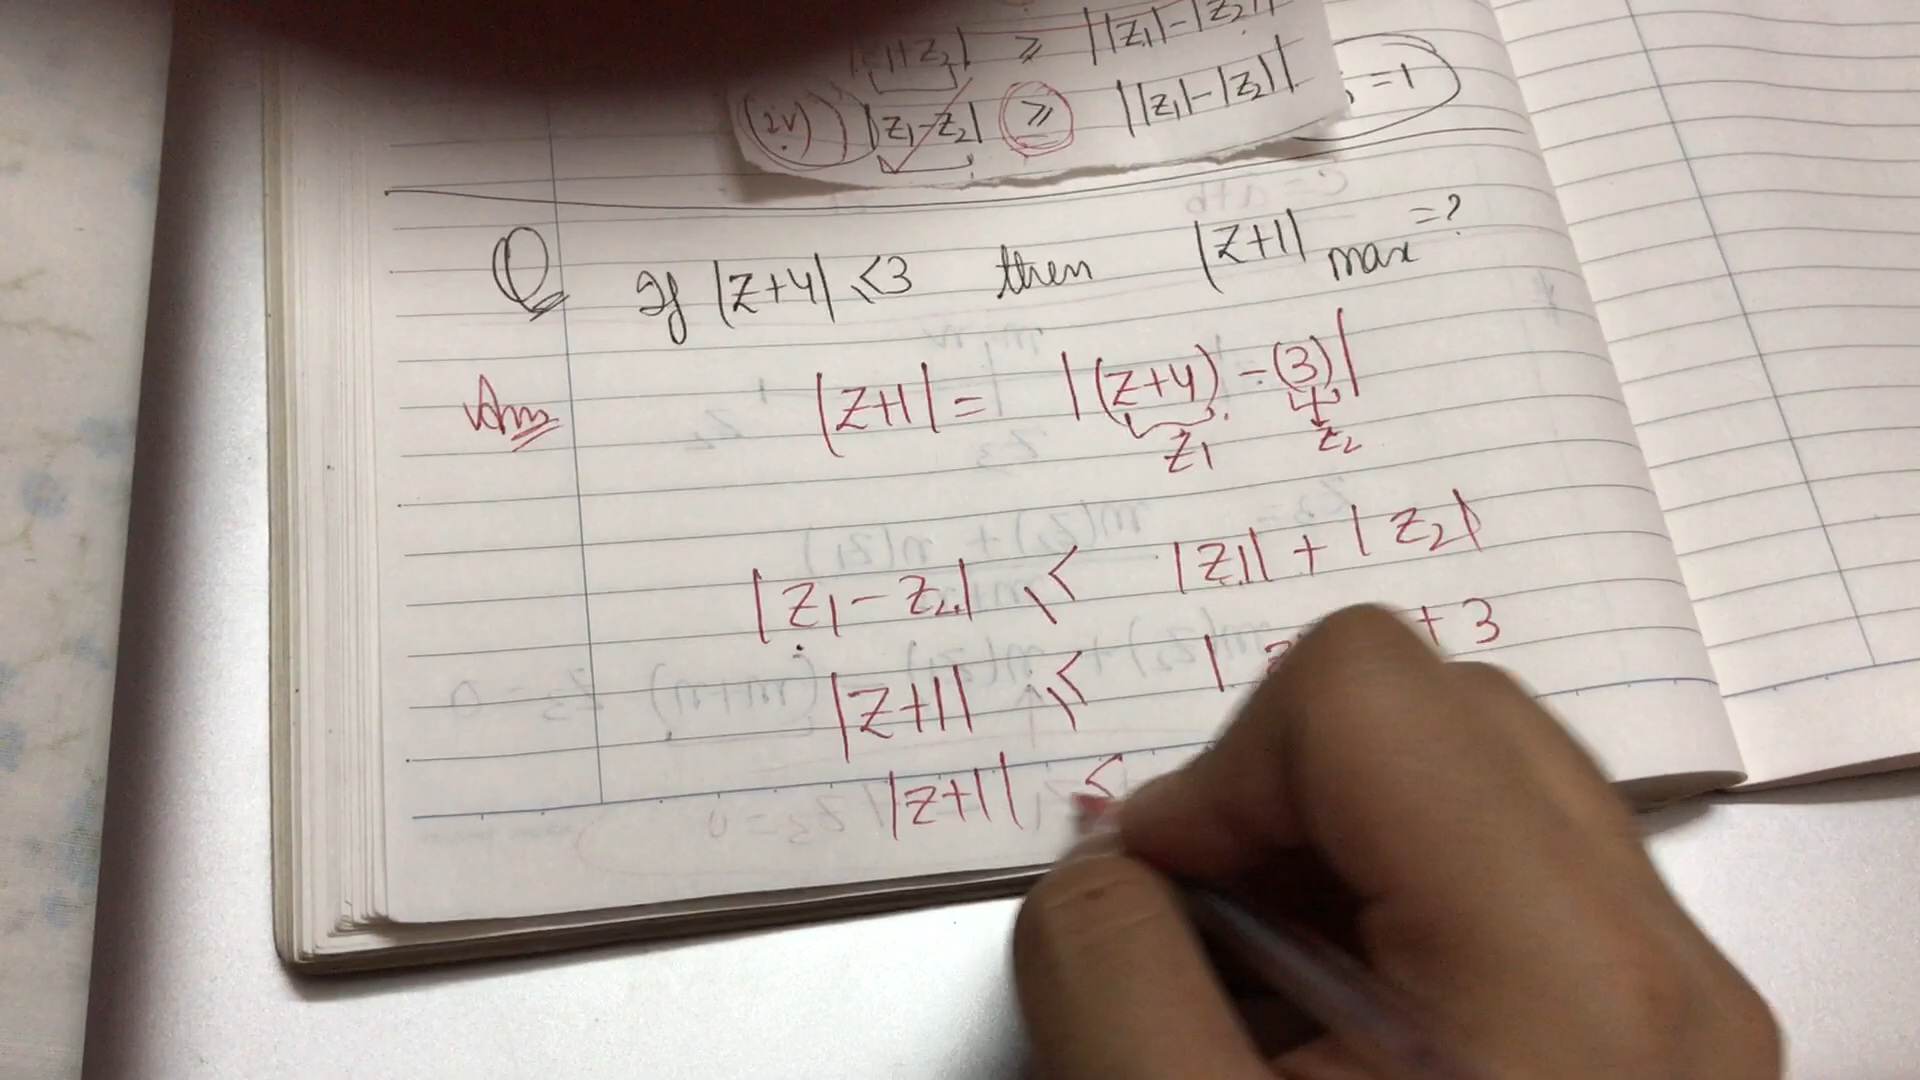 |z1+z2| ⩾ ||z1|-|z2||
(iv) |z1-z2| ⩾ ||z1|-|z2||
=1
Q If |z+4| ⩽3 then |z+1| max =?
Ans |z+1| = |(z+4) - (3)|
z1 z2
|z1 - z2| ⩽ |z1| + |z2|
|z+1| ⩽ | + 3
|z+1| ⩽